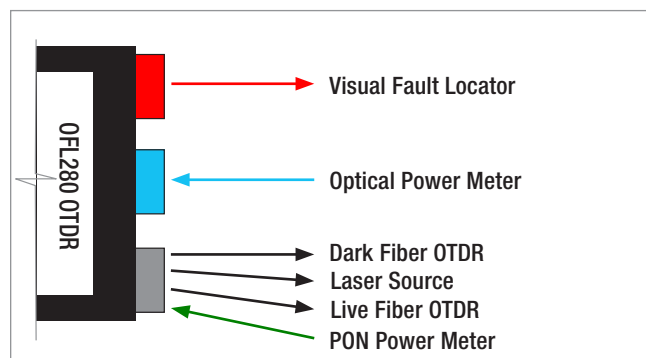 OFL280 OTDR
Visual Fault Locator
Optical Power Meter
Dark Fiber OTDR
Laser Source
Live Fiber OTDR
PON Power Meter